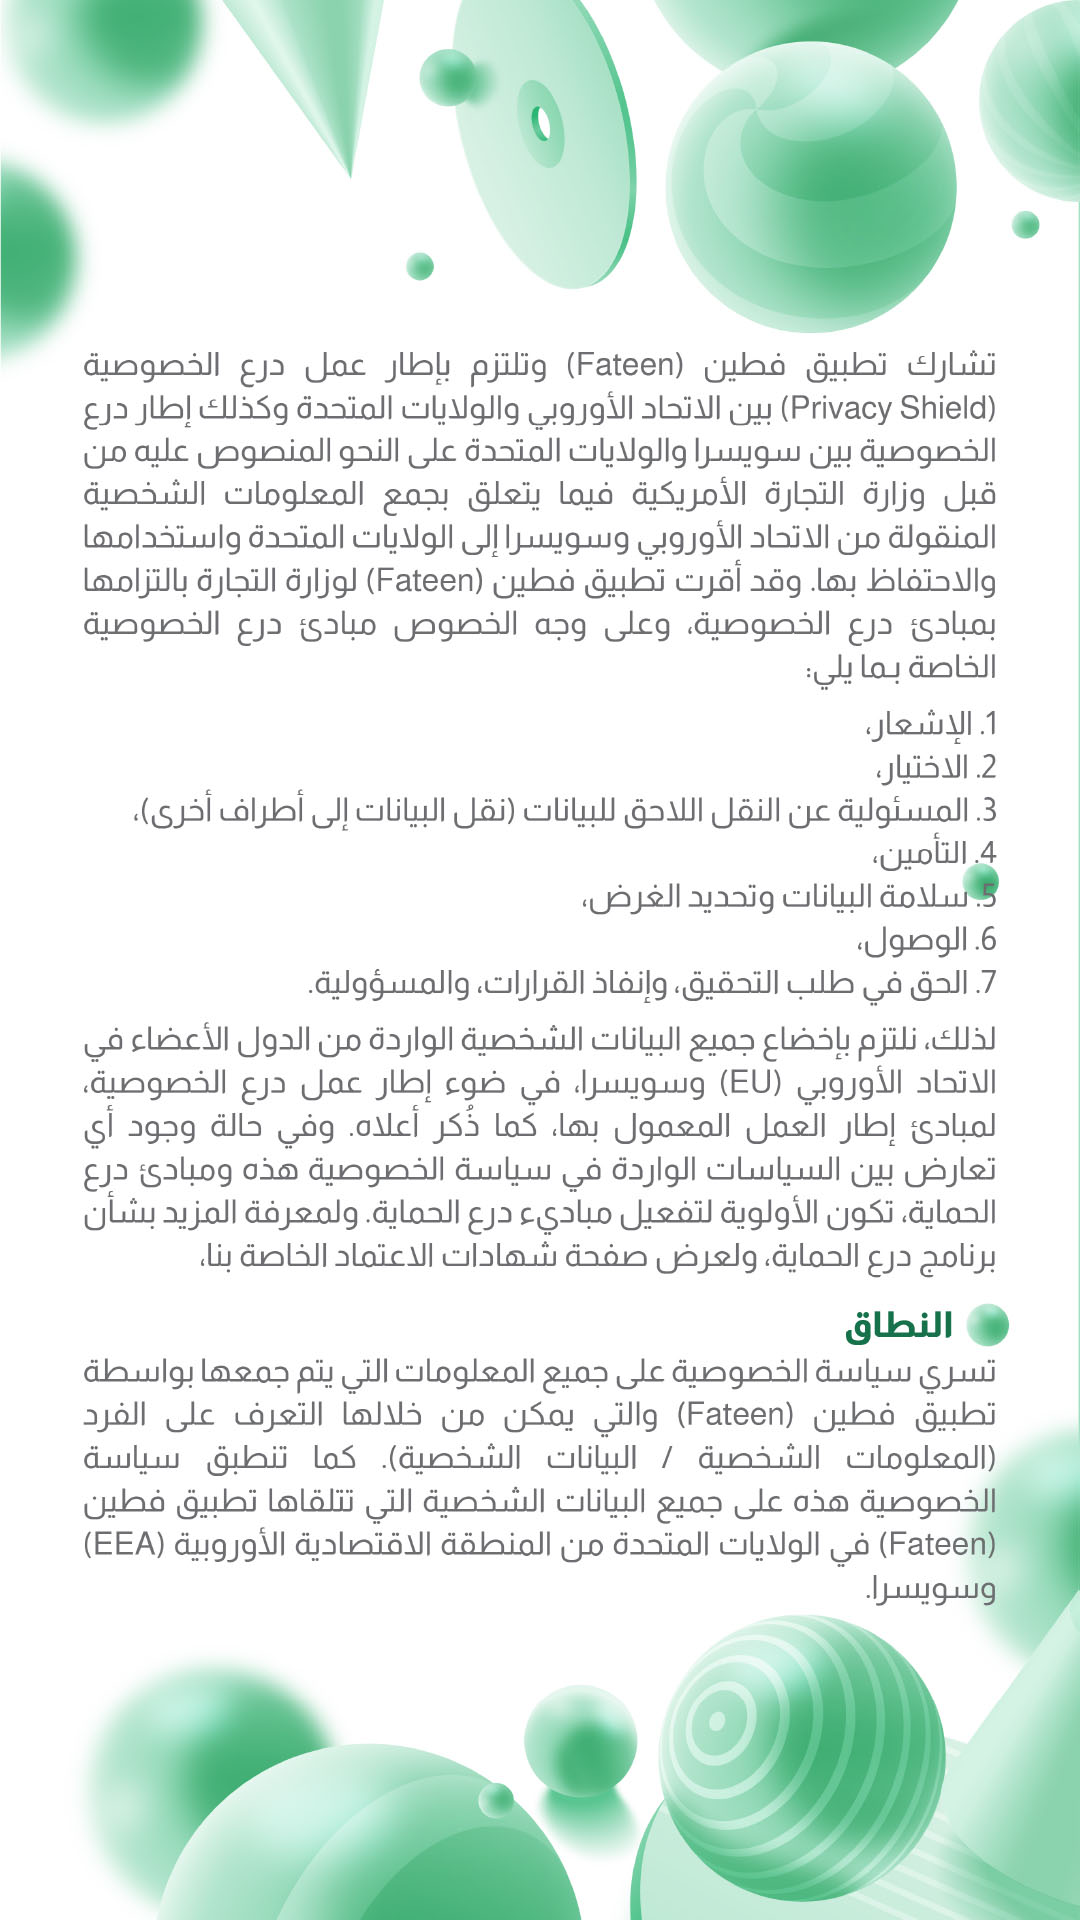 تشارك تطبيق فطين (Fateen) وتلتزم بإطار عمل درع الخصوصية
(Privacy Shield) بين الاتحاد الأوروبي والولايات المتحدة وكذلك إطار درع
الخصوصية بين سويسرا والولايات المتحدة على النحو المنصوص عليه من
قبل وزارة التجارة الأمريكية فيما يتعلق بجمع المعلومات الشخصية
المنقولة من الاتحاد الأوروبي وسويسرا إلى الولايات المتحدة واستخدامها
والاحتفاظ بها. وقد أقرت تطبيق فطين (Fateen) لوزارة التجارة بالتزامها
بمبادئ درع الخصوصية، وعلى وجه الخصوص مبادئ درع الخصوصية
الخاصة بما يلي:
1. الإشعار،
2. الاختيار،
3. المسئولية عن النقل اللاحق للبيانات (نقل البيانات إلى أطراف أخرى)،
4. التأمين،
5. سلامة البيانات وتحديد الغرض،
6. الوصول،
7. الحق في طلب التحقيق، وإنفاذ القرارات، والمسؤولية.
لذلك، نلتزم بإخضاع جميع البيانات الشخصية الواردة من الدول الأعضاء في
الاتحاد الأوروبي (EU) وسويسرا، في ضوء إطار عمل درع الخصوصية،
لمبادئ إطار العمل المعمول بها، كما ذُكر أعلاه. وفي حالة وجود أي
تعارض بين السياسات الواردة في سياسة الخصوصية هذه ومبادئ درع
الحماية، تكون الأولوية لتفعيل مباديء درع الحماية. ولمعرفة المزيد بشأن
برنامج درع الحماية، ولعرض صفحة شهادات الاعتماد الخاصة بنا،
النطاق
تسري سياسة الخصوصية على جميع المعلومات التي يتم جمعها بواسطة
تطبيق فطين (Fateen) والتي يمكن من خلالها التعرف على الفرد
(المعلومات الشخصية / البيانات الشخصية). كما تنطبق سياسة
الخصوصية هذه على جميع البيانات الشخصية التي تتلقاها تطبيق فطين
(Fateen) في الولايات المتحدة من المنطقة الاقتصادية الأوروبية (EEA)
وسويسرا.